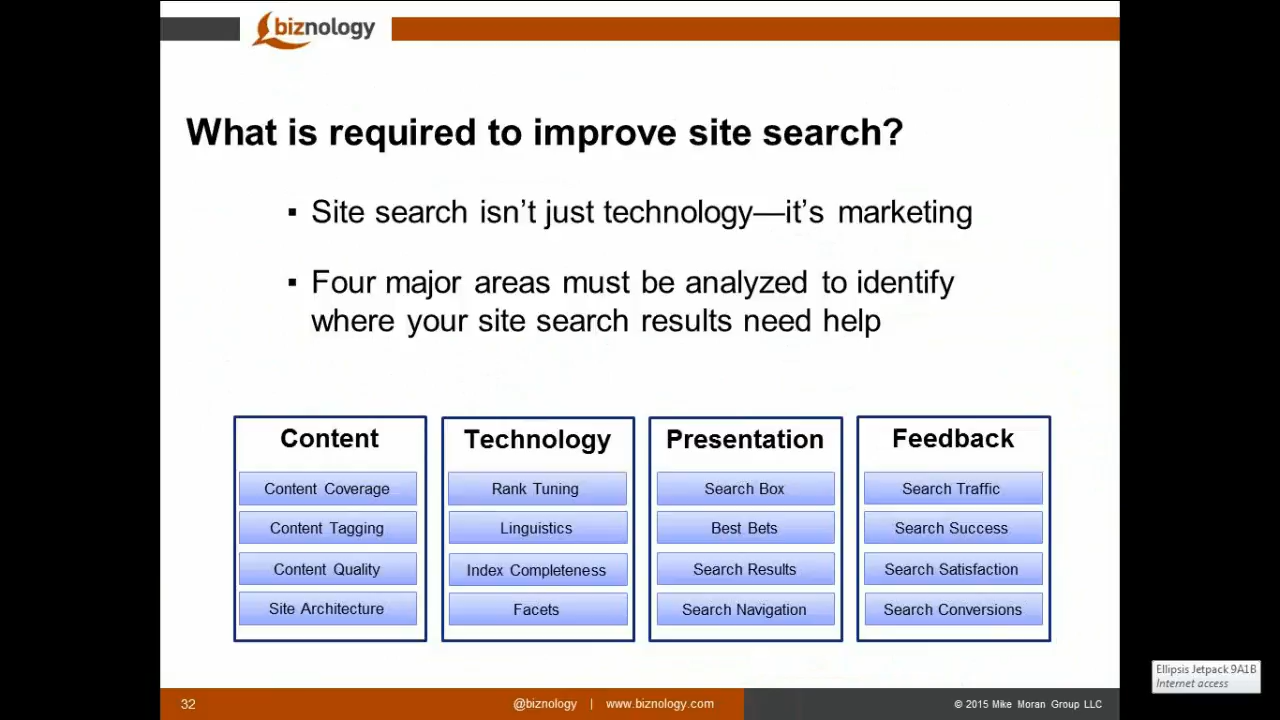 biznology
What is required to improve site search?
▪ Site search isn’t just technology—it’s marketing
▪ Four major areas must be analyzed to identify
where your site search results need help
Content
Content Coverage
Content Tagging
Content Quality
Site Architecture
Technology
Rank Tuning
Linguistics
Index Completeness
Facets
Presentation
Search Box
Best Bets
Search Results
Search Navigation
Feedback
Search Traffic
Search Success
Search Satisfaction
Search Conversions
Ellipsis Jetpack 9A1B
Internet access
32
@biznology | www.biznology.com
© 2015 Mike Moran Group LLC